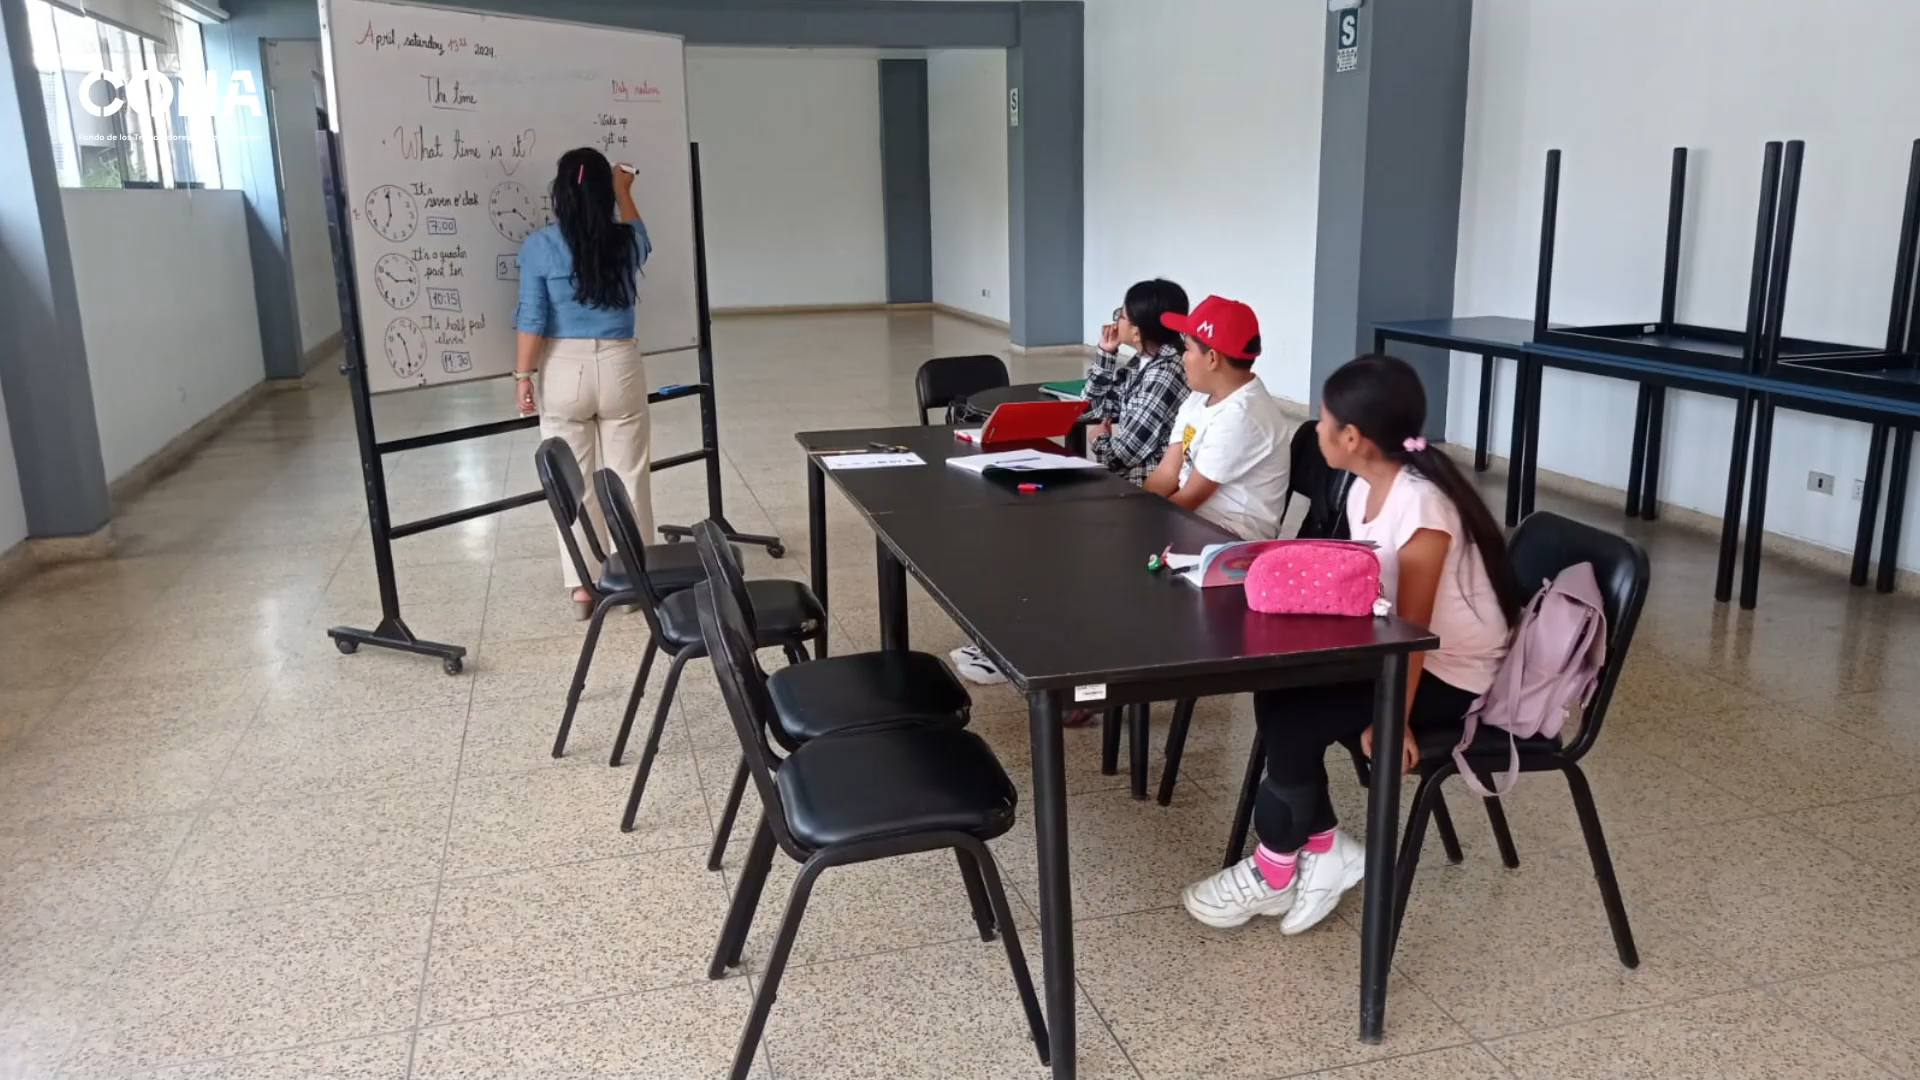 April, saturday 13th 2024.
The time
What time is it?
It's seven o'clock
7:00
It's a quarter past ten
10:15
It's half past eleven
11:30
Daily routines
- Wake up
- get up
S
S
M